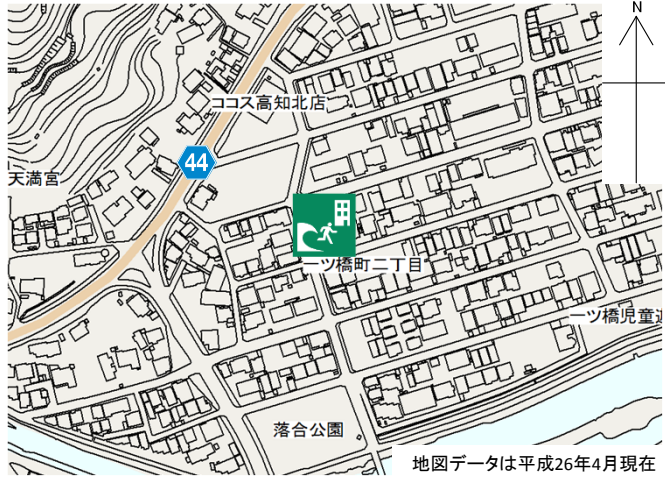 N
ココス高知北店
44
天満宮
一ツ橋町二丁目
一ツ橋児童遊
落合公園
地図データは平成26年4月現在